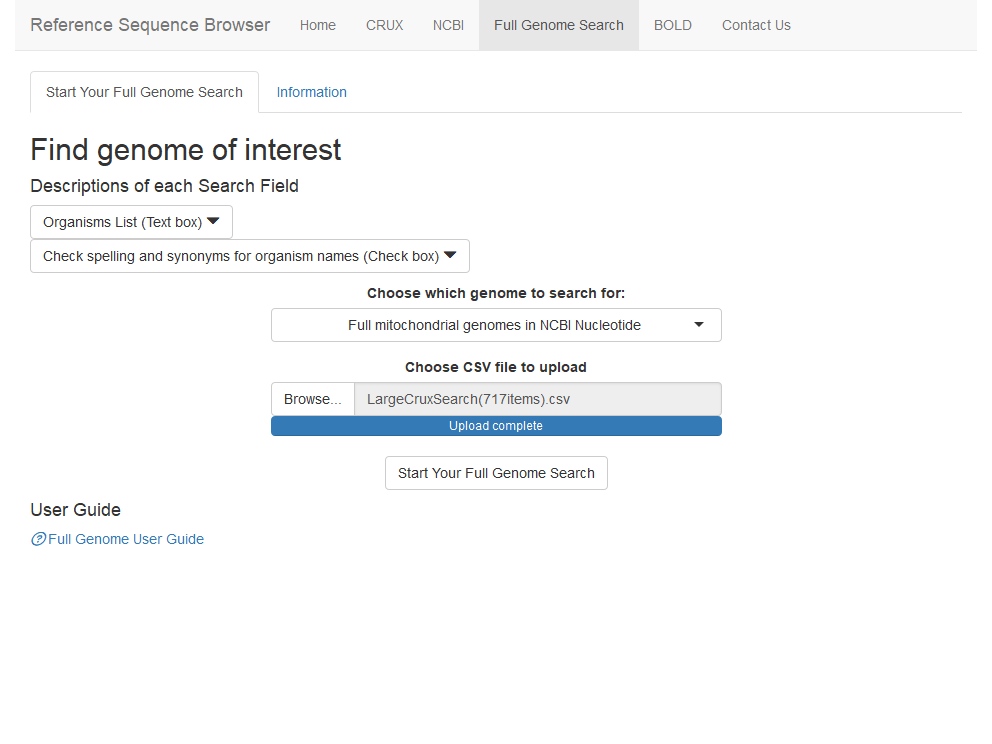 Reference Sequence Browser Home CRUX NCBI Full Genome Search BOLD Contact Us
Start Your Full Genome Search Information
Find genome of interest
Descriptions of each Search Field
Organisms List (Text box)
Check spelling and synonyms for organism names (Check box)
Choose which genome to search for:
Full mitochondrial genomes in NCBI Nucleotide
Choose CSV file to upload
Browse... LargeCruxSearch(717items).csv
Upload complete
Start Your Full Genome Search
User Guide
Full Genome User Guide